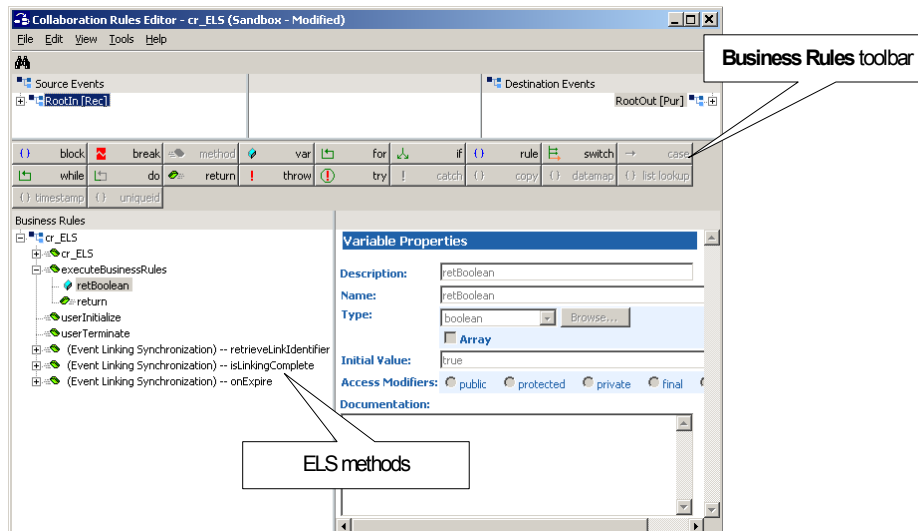 Collaboration Rules Editor - cr_ELS (Sandbox - Modified)
File Edit View Tools Help
Business Rules toolbar
Source Events
Destination Events
RootIn [Rec]
RootOut [Pur]
block break method var for if rule switch case
while do return throw try catch copy datamap list lookup
timestamp uniqueid
Business Rules
cr_ELS
cr_ELS
executeBusinessRules
retBoolean
return
userInitialize
userTerminate
(Event Linking Synchronization) -- retrieveLinkIdentifier
(Event Linking Synchronization) -- isLinkingComplete
(Event Linking Synchronization) -- onExpire
Variable Properties
Description: retBoolean
Name: retBoolean
Type: boolean Browse...
Array
Initial Value: true
Access Modifiers: public protected private final
Documentation:
ELS methods